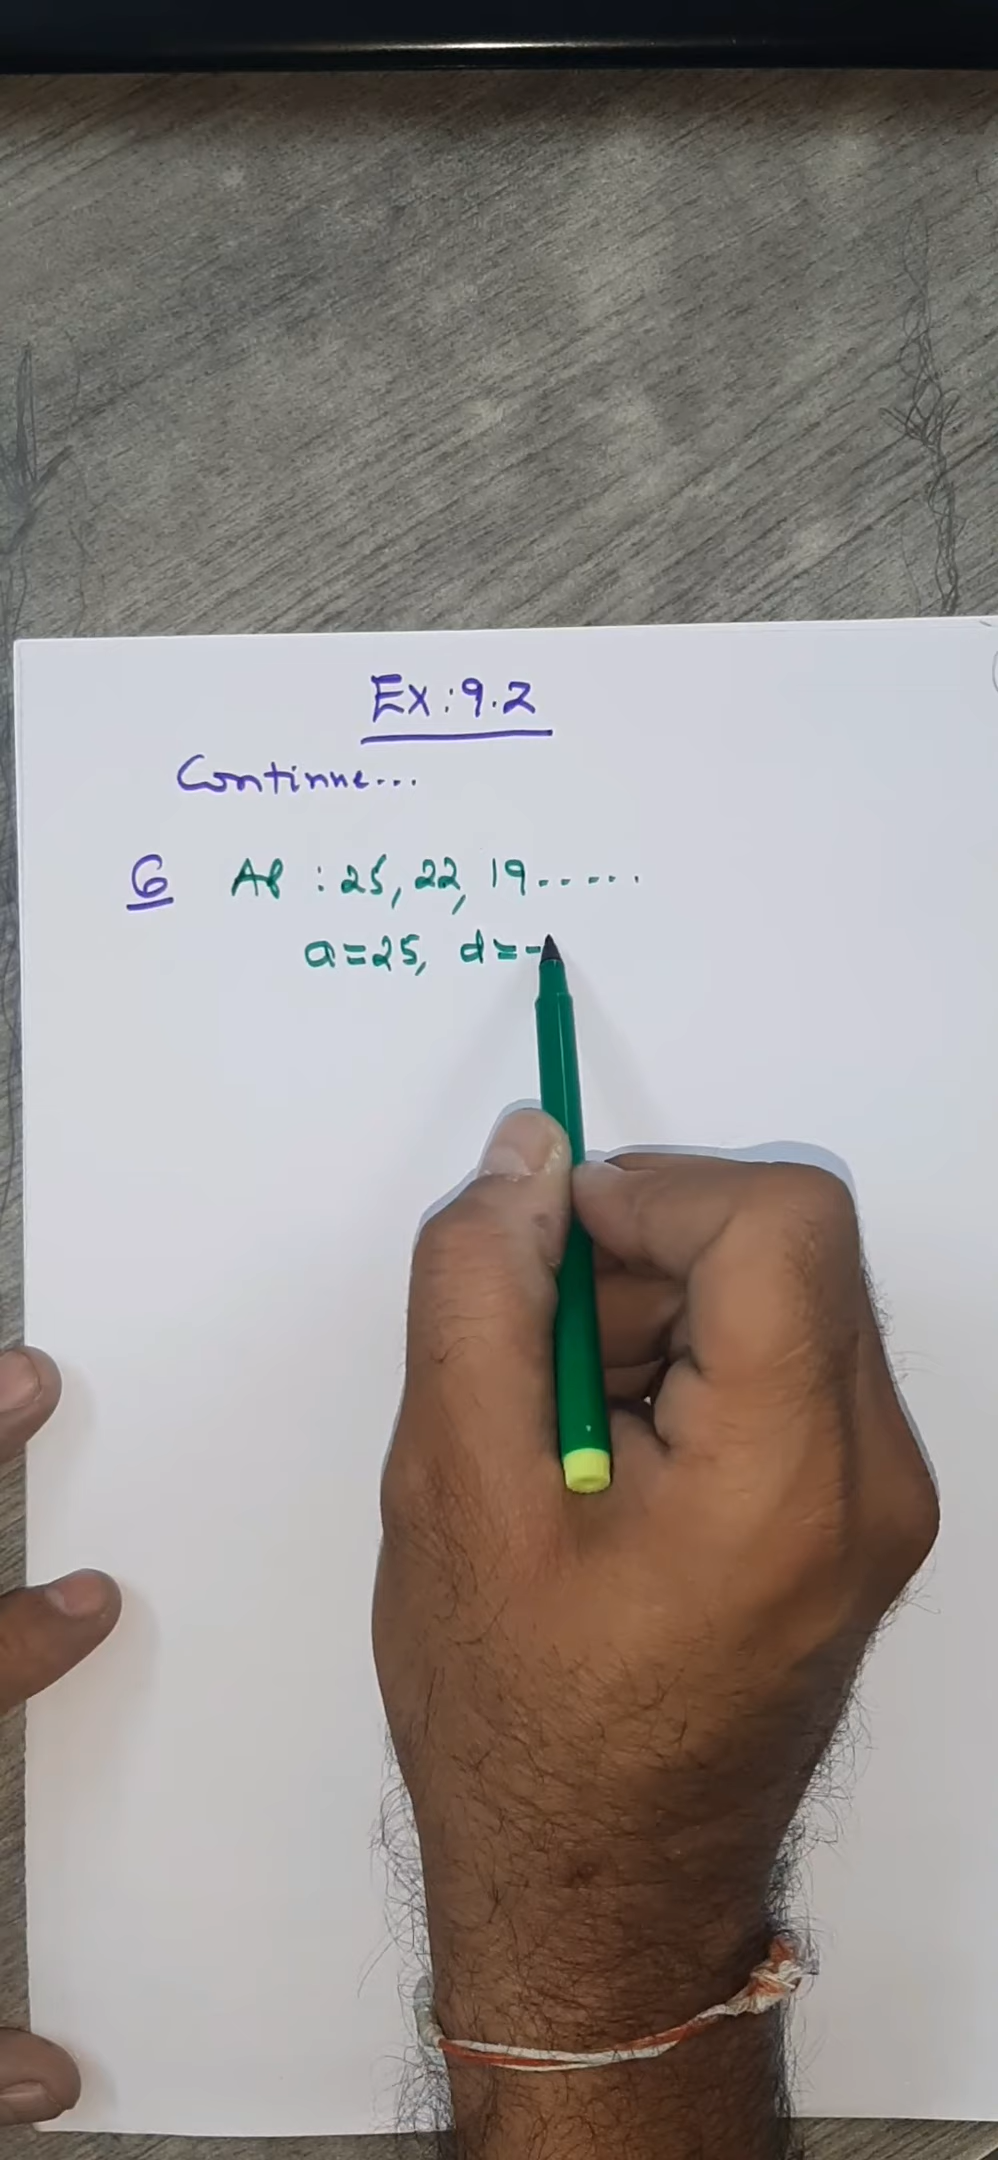 Ex:9.2
Continue...
6 AP : 25, 22, 19......
a=25, d=-